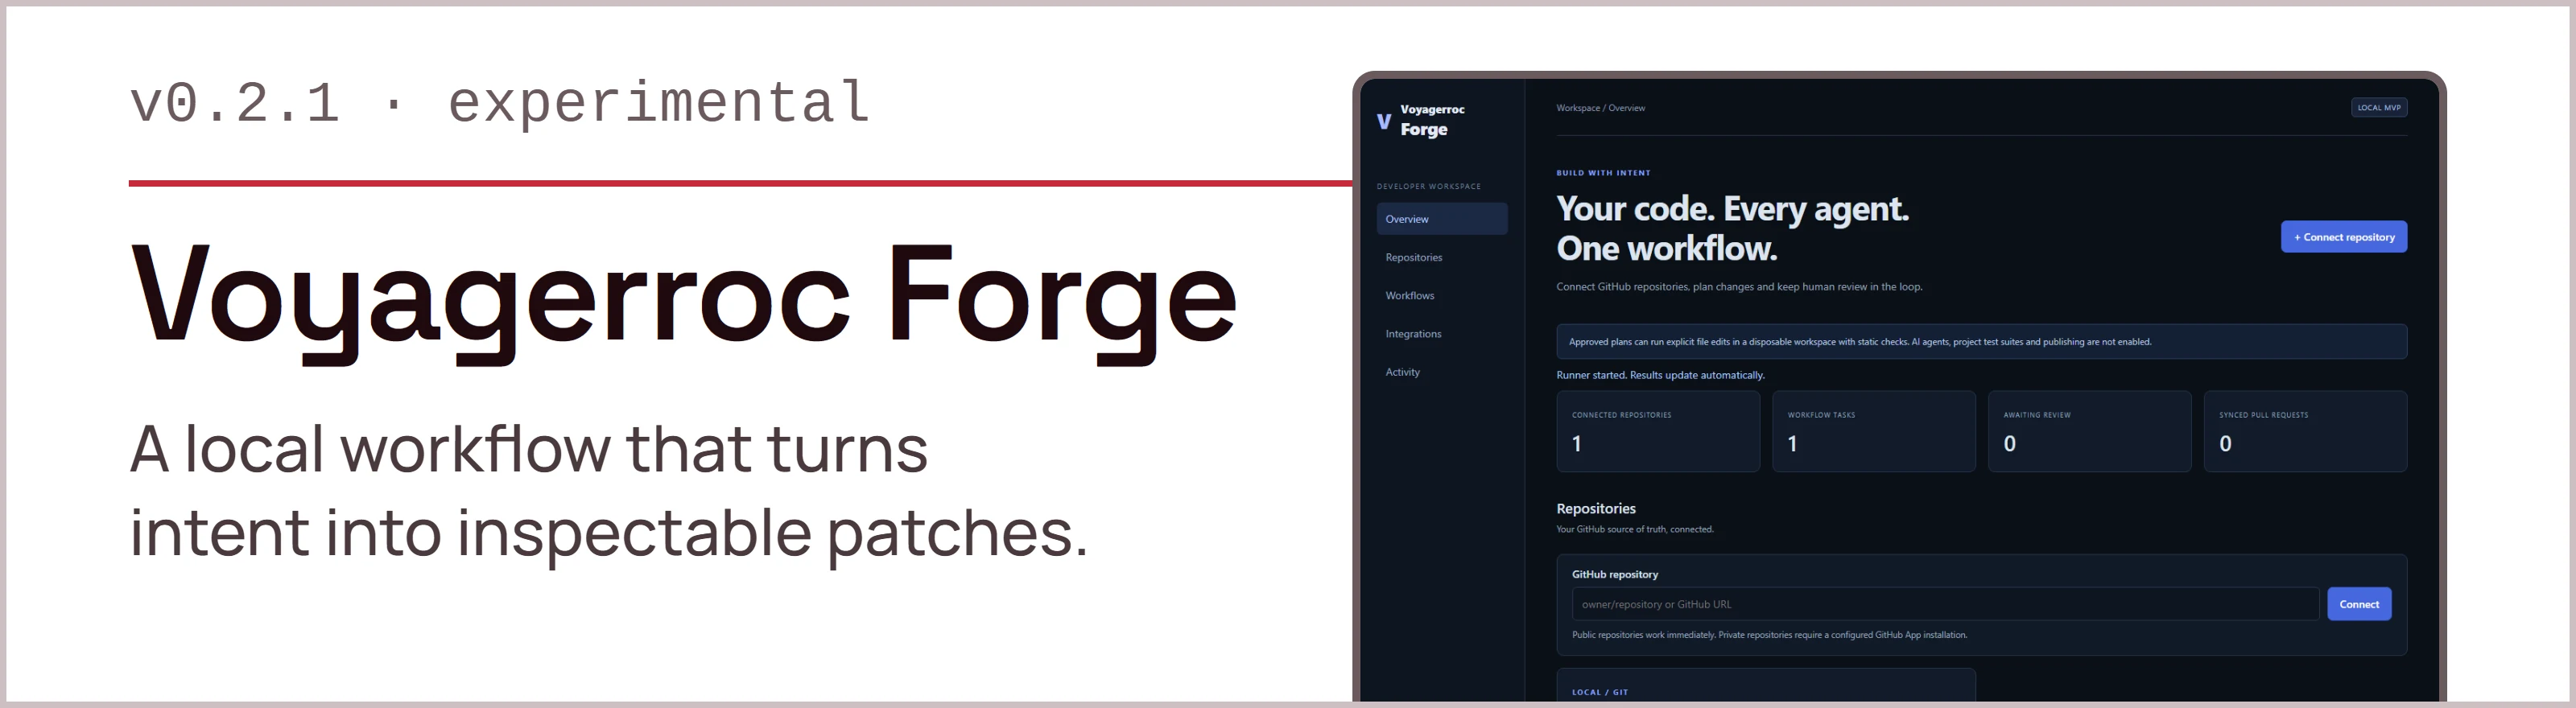 v0.2.1 · experimental
Voyagerroc Forge
A local workflow that turns
intent into inspectable patches.
V
Voyagerroc
Forge
DEVELOPER WORKSPACE
Overview
Repositories
Workflows
Integrations
Activity
Workspace / Overview
LOCAL MVP
BUILD WITH INTENT
Your code. Every agent.
One workflow.
+ Connect repository
Connect GitHub repositories, plan changes and keep human review in the loop.
Approved plans can run explicit file edits in a disposable workspace with static checks. AI agents, project test suites and publishing are not enabled.
Runner started. Results update automatically.
CONNECTED REPOSITORIES
1
WORKFLOW TASKS
1
AWAITING REVIEW
0
SYNCED PULL REQUESTS
0
Repositories
Your GitHub source of truth, connected.
GitHub repository
owner/repository or GitHub URL
Connect
Public repositories work immediately. Private repositories require a configured GitHub App installation.
LOCAL / GIT